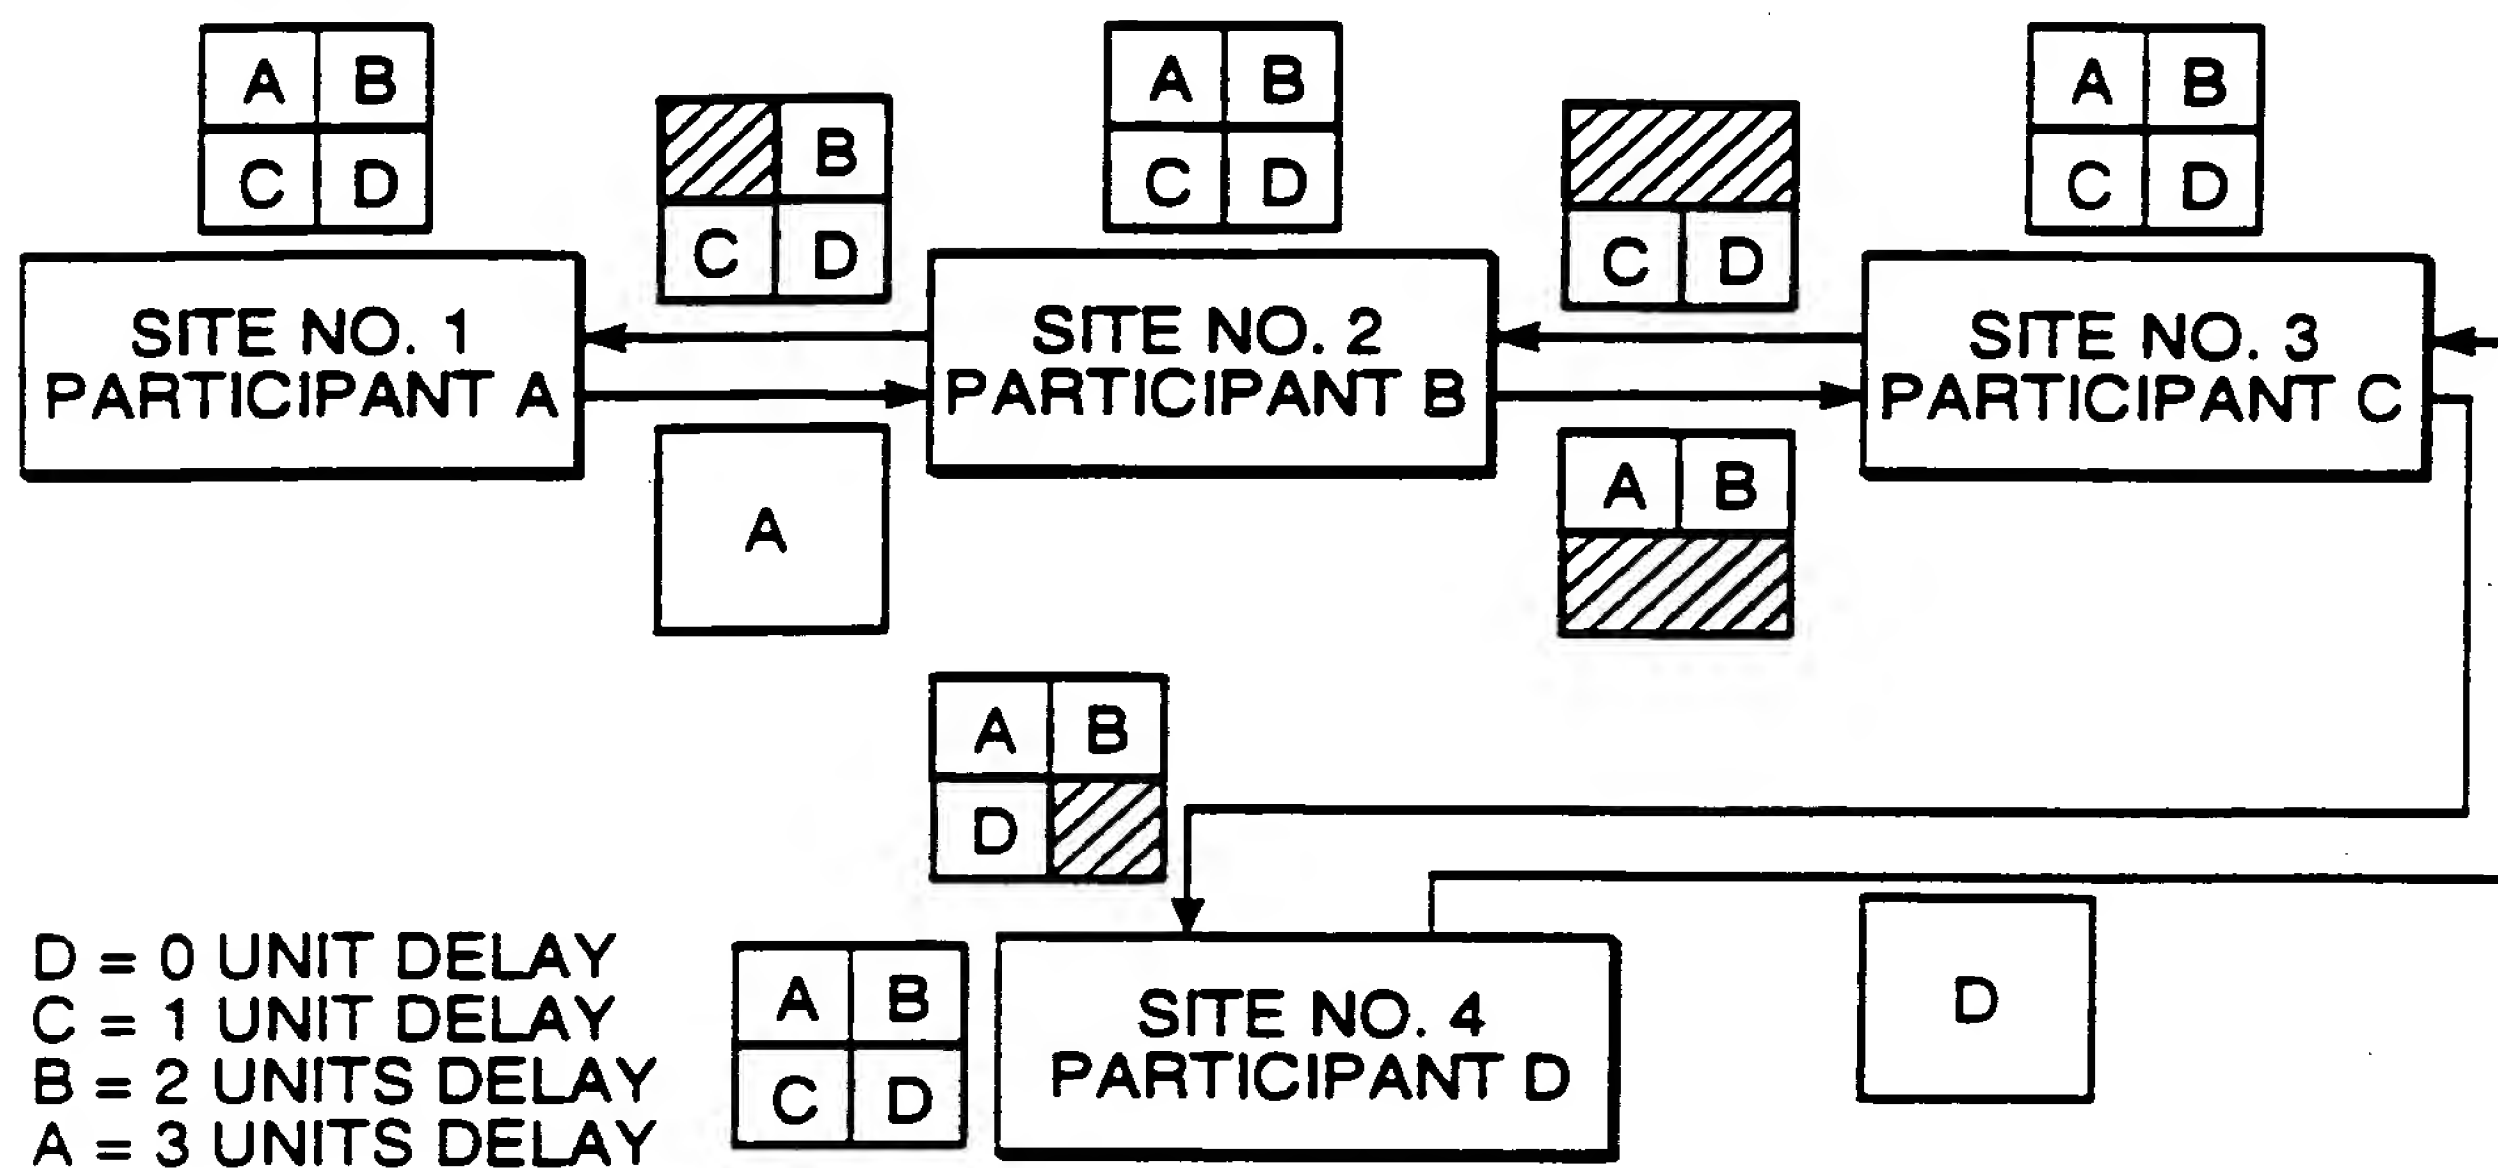 A B
C D
B
C D
A B
C D
C D
A B
C D
SITE NO. 1
PARTICIPANT A
SITE NO. 2
PARTICIPANT B
SITE NO. 3
PARTICIPANT C
A
A B
A B
D
D = 0 UNIT DELAY
C = 1 UNIT DELAY
B = 2 UNITS DELAY
A = 3 UNITS DELAY
A B
C D
SITE NO. 4
PARTICIPANT D
D